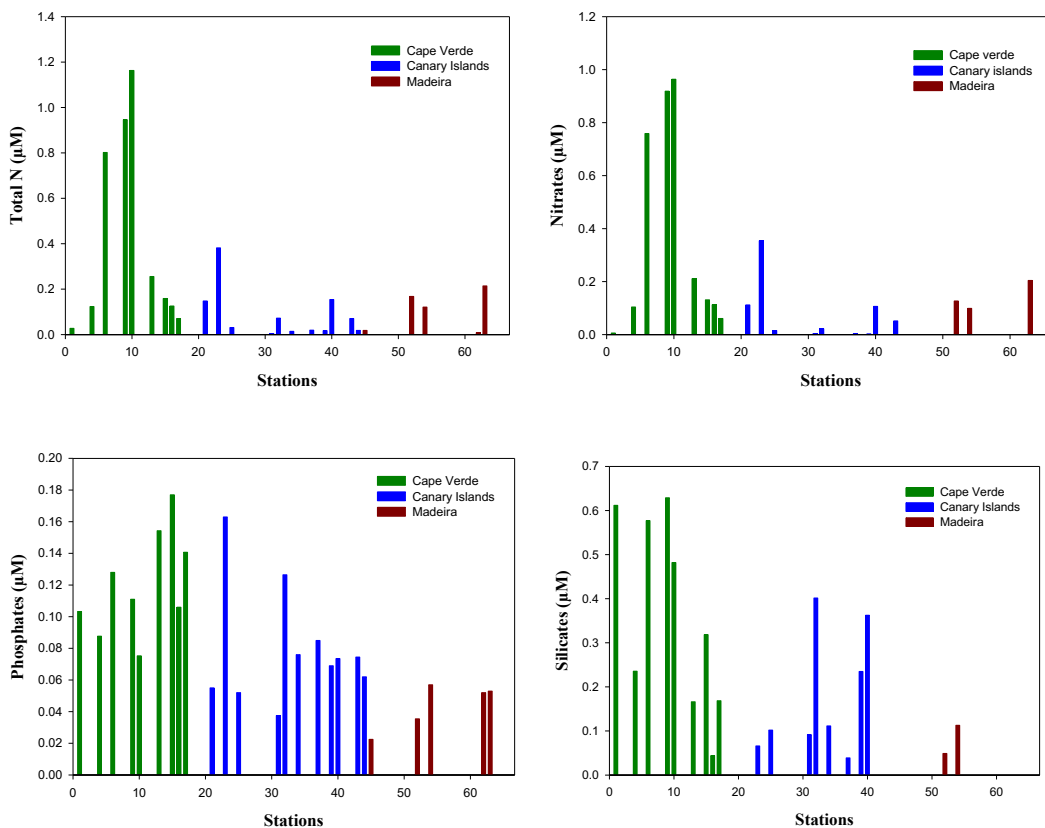 1.4
1.2
1.0
0.8
0.6
0.4
0.2
0.0
0 10 20 30 40 50 60
Total N (µM)
Stations
Cape Verde
Canary Islands
Madeira
1.2
1.0
0.8
0.6
0.4
0.2
0.0
0 10 20 30 40 50 60
Nitrates (µM)
Stations
Cape verde
Canary islands
Madeira
0.20
0.18
0.16
0.14
0.12
0.10
0.08
0.06
0.04
0.02
0.00
0 10 20 30 40 50 60
Phosphates (µM)
Stations
Cape Verde
Canary Islands
Madeira
0.7
0.6
0.5
0.4
0.3
0.2
0.1
0.0
0 10 20 30 40 50 60
Silicates (µM)
Stations
Cape Verde
Canary Islands
Madeira